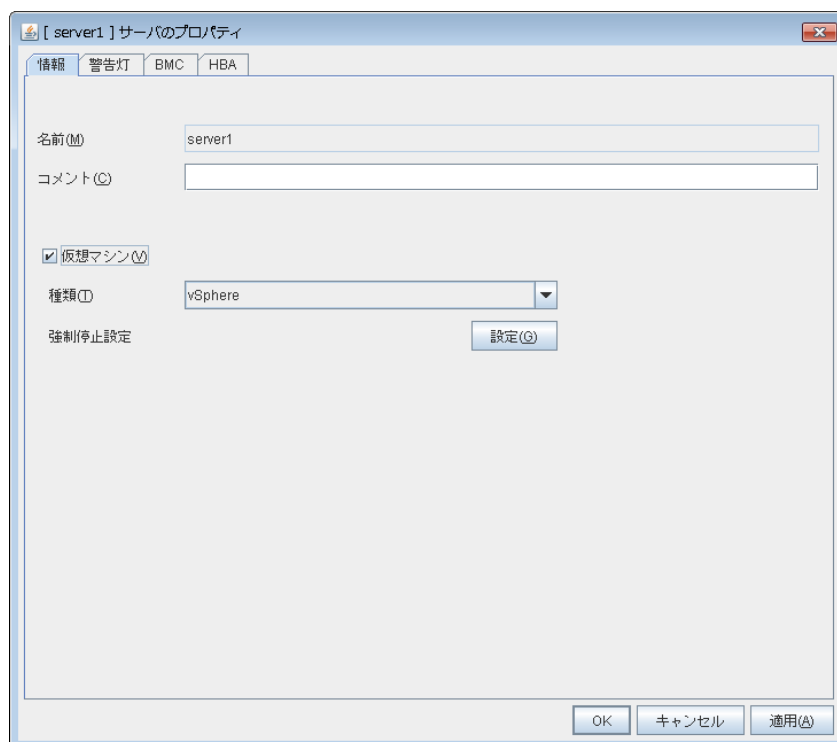 [ server1 ]サーバのプロパティ
情報 警告灯 BMC HBA
名前(M) server1
コメント(C)
仮想マシン(V)
種類(T) vSphere
強制停止設定 設定(G)
OK キャンセル 適用(A)